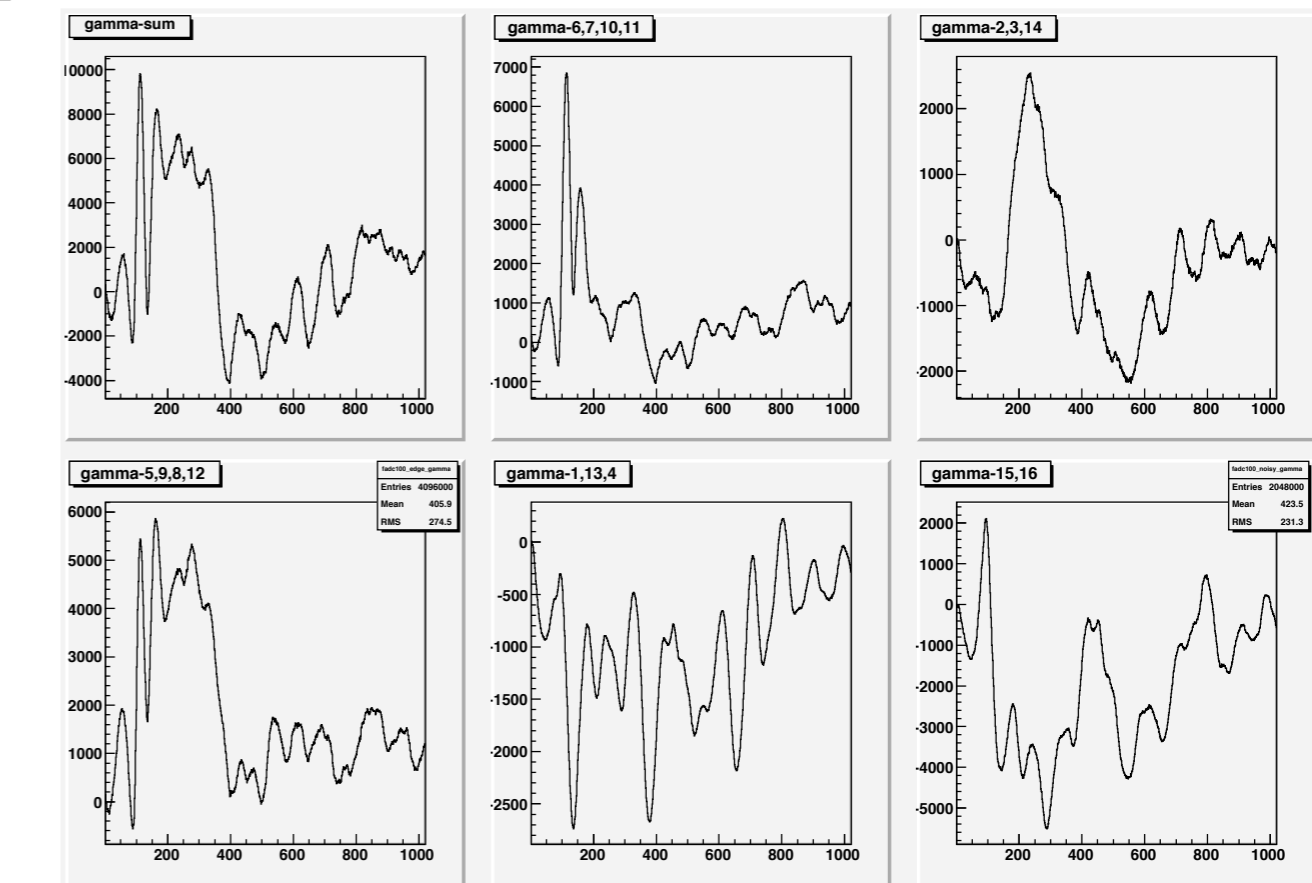 gamma-sum
10000
8000
6000
4000
2000
0
-2000
-4000
200 400 600 800 1000
gamma-6,7,10,11
7000
6000
5000
4000
3000
2000
1000
0
-1000
200 400 600 800 1000
gamma-2,3,14
2000
1000
0
-1000
-2000
200 400 600 800 1000
gamma-5,9,8,12
fadc100_edge_gamma
Entries 4096000
Mean 405.9
RMS 274.5
6000
5000
4000
3000
2000
1000
0
200 400 600 800 1000
gamma-1,13,4
0
-500
-1000
-1500
-2000
-2500
200 400 600 800 1000
gamma-15,16
fadc100_noisy_gamma
Entries 2048000
Mean 423.5
RMS 231.3
2000
1000
0
-1000
-2000
-3000
-4000
-5000
200 400 600 800 1000